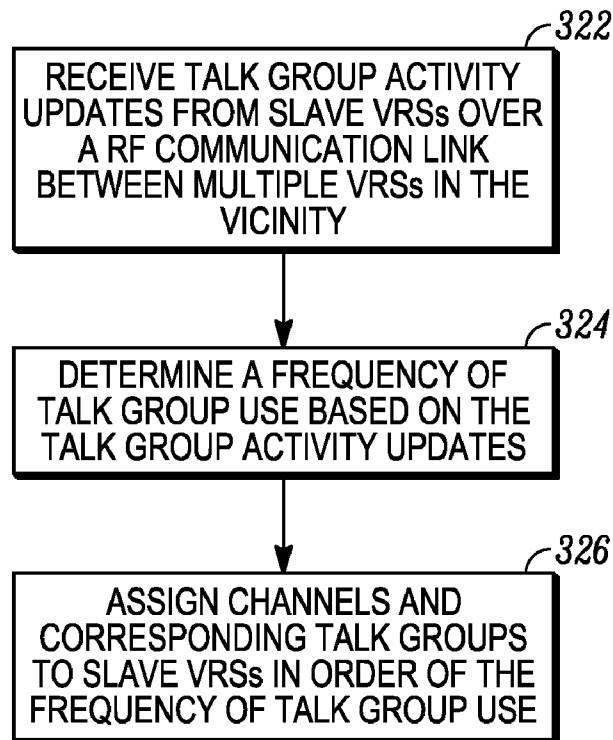 322
RECEIVE TALK GROUP ACTIVITY
UPDATES FROM SLAVE VRSs OVER
A RF COMMUNICATION LINK
BETWEEN MULTIPLE VRSs IN THE
VICINITY
324
DETERMINE A FREQUENCY OF
TALK GROUP USE BASED ON THE
TALK GROUP ACTIVITY UPDATES
326
ASSIGN CHANNELS AND
CORRESPONDING TALK GROUPS
TO SLAVE VRSs IN ORDER OF THE
FREQUENCY OF TALK GROUP USE